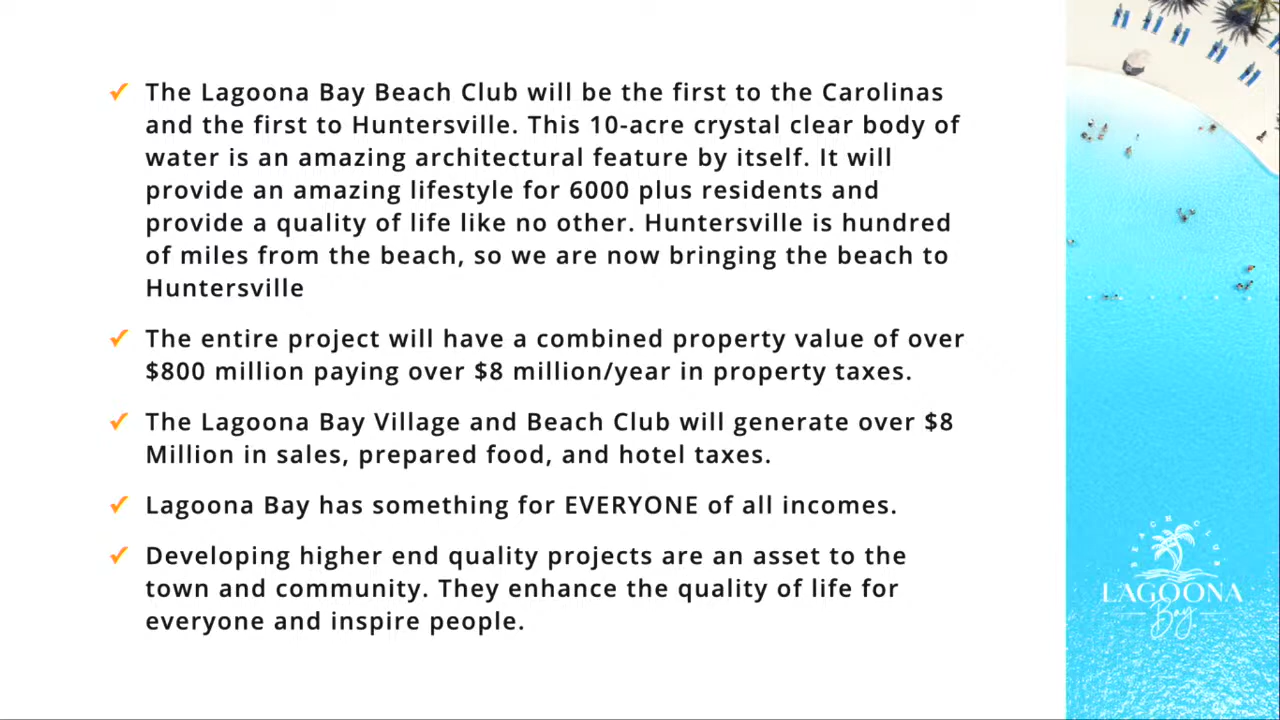 The Lagoona Bay Beach Club will be the first to the Carolinas
and the first to Huntersville. This 10-acre crystal clear body of
water is an amazing architectural feature by itself. It will
provide an amazing lifestyle for 6000 plus residents and
provide a quality of life like no other. Huntersville is hundred
of miles from the beach, so we are now bringing the beach to
Huntersville
The entire project will have a combined property value of over
$800 million paying over $8 million/year in property taxes.
The Lagoona Bay Village and Beach Club will generate over $8
Million in sales, prepared food, and hotel taxes.
Lagoona Bay has something for EVERYONE of all incomes.
Developing higher end quality projects are an asset to the
town and community. They enhance the quality of life for
everyone and inspire people.
BEACH CLUB
LAGOONA
Bay